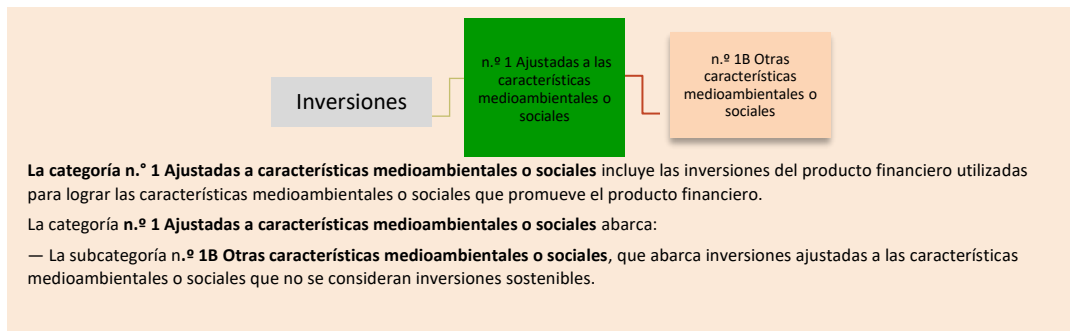 Inversiones
n.º 1 Ajustadas a las
características
medioambientales o
sociales
n.º 1B Otras
características
medioambientales o
sociales
La categoría n.° 1 Ajustadas a características medioambientales o sociales incluye las inversiones del producto financiero utilizadas
para lograr las características medioambientales o sociales que promueve el producto financiero.
La categoría n.º 1 Ajustadas a características medioambientales o sociales abarca:
— La subcategoría n.º 1B Otras características medioambientales o sociales, que abarca inversiones ajustadas a las características
medioambientales o sociales que no se consideran inversiones sostenibles.